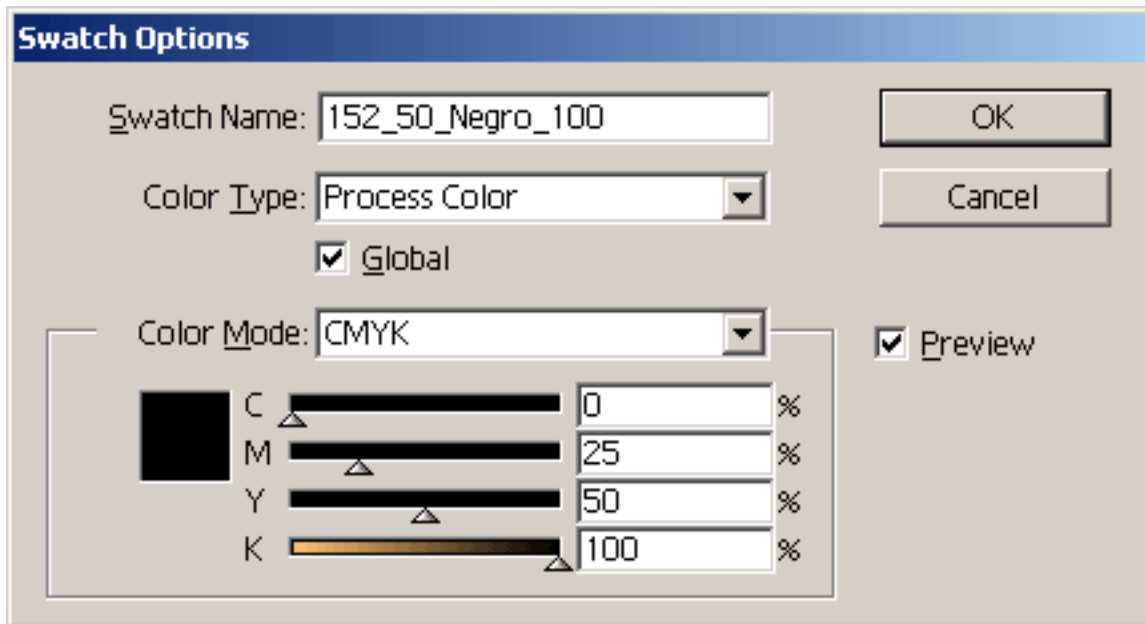 Swatch Options
Swatch Name: 152_50_Negro_100
OK
Color Type: Process Color
Cancel
Global
Color Mode: CMYK
Preview
C 0 %
M 25 %
Y 50 %
K 100 %